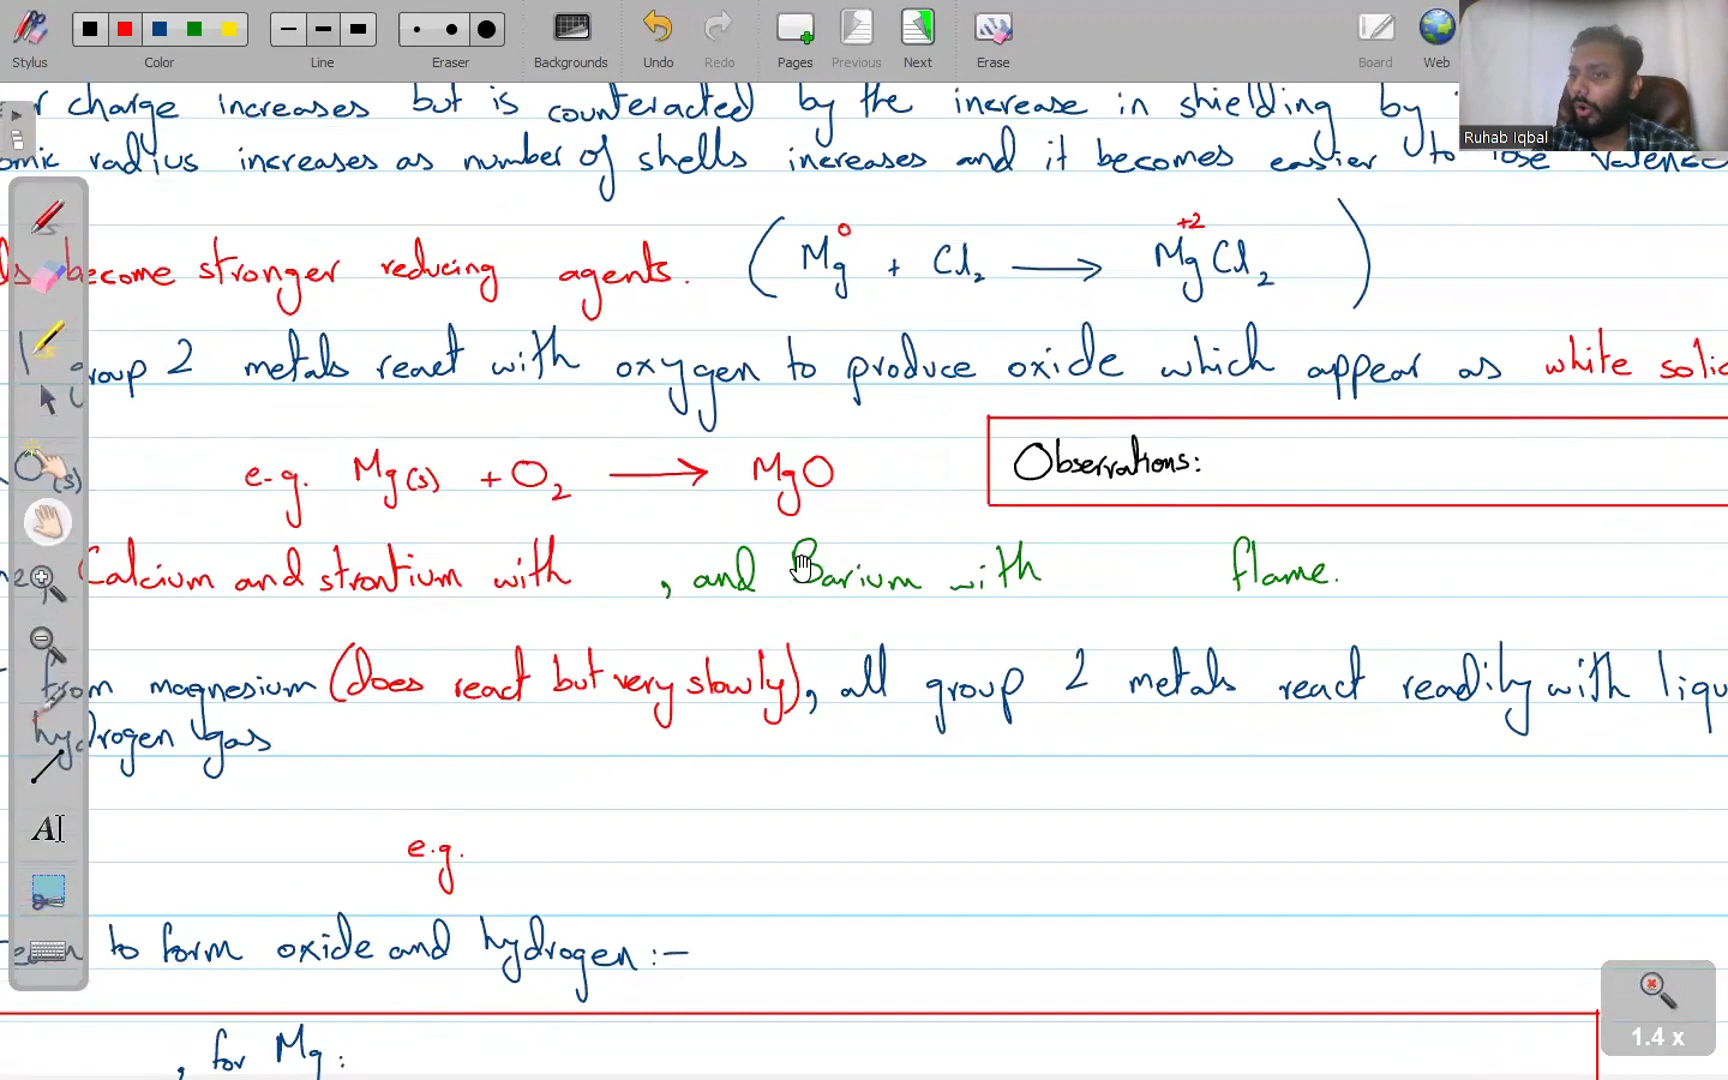 Stylus Color Line Eraser Backgrounds Undo Redo Pages Previous Next Erase Board Web
Ruhab Iqbal
r charge increases but is counteracted by the increase in shielding by
omic radius increases as number of shells increases and it becomes easier to lose valence
become stronger reducing agents. ( Mg⁰ + Cl₂ ⟶ Mg⁺²Cl₂ )
group 2 metals react with oxygen to produce oxide which appear as white solid
(s) e.g. Mg(s) + O₂ ⟶ MgO Observations:
Calcium and strontium with , and Barium with flame.
from magnesium (does react but very slowly), all group 2 metals react readily with liqu
hydrogen gas
e.g.
to form oxide and hydrogen :-
, for Mg:
1.4 x